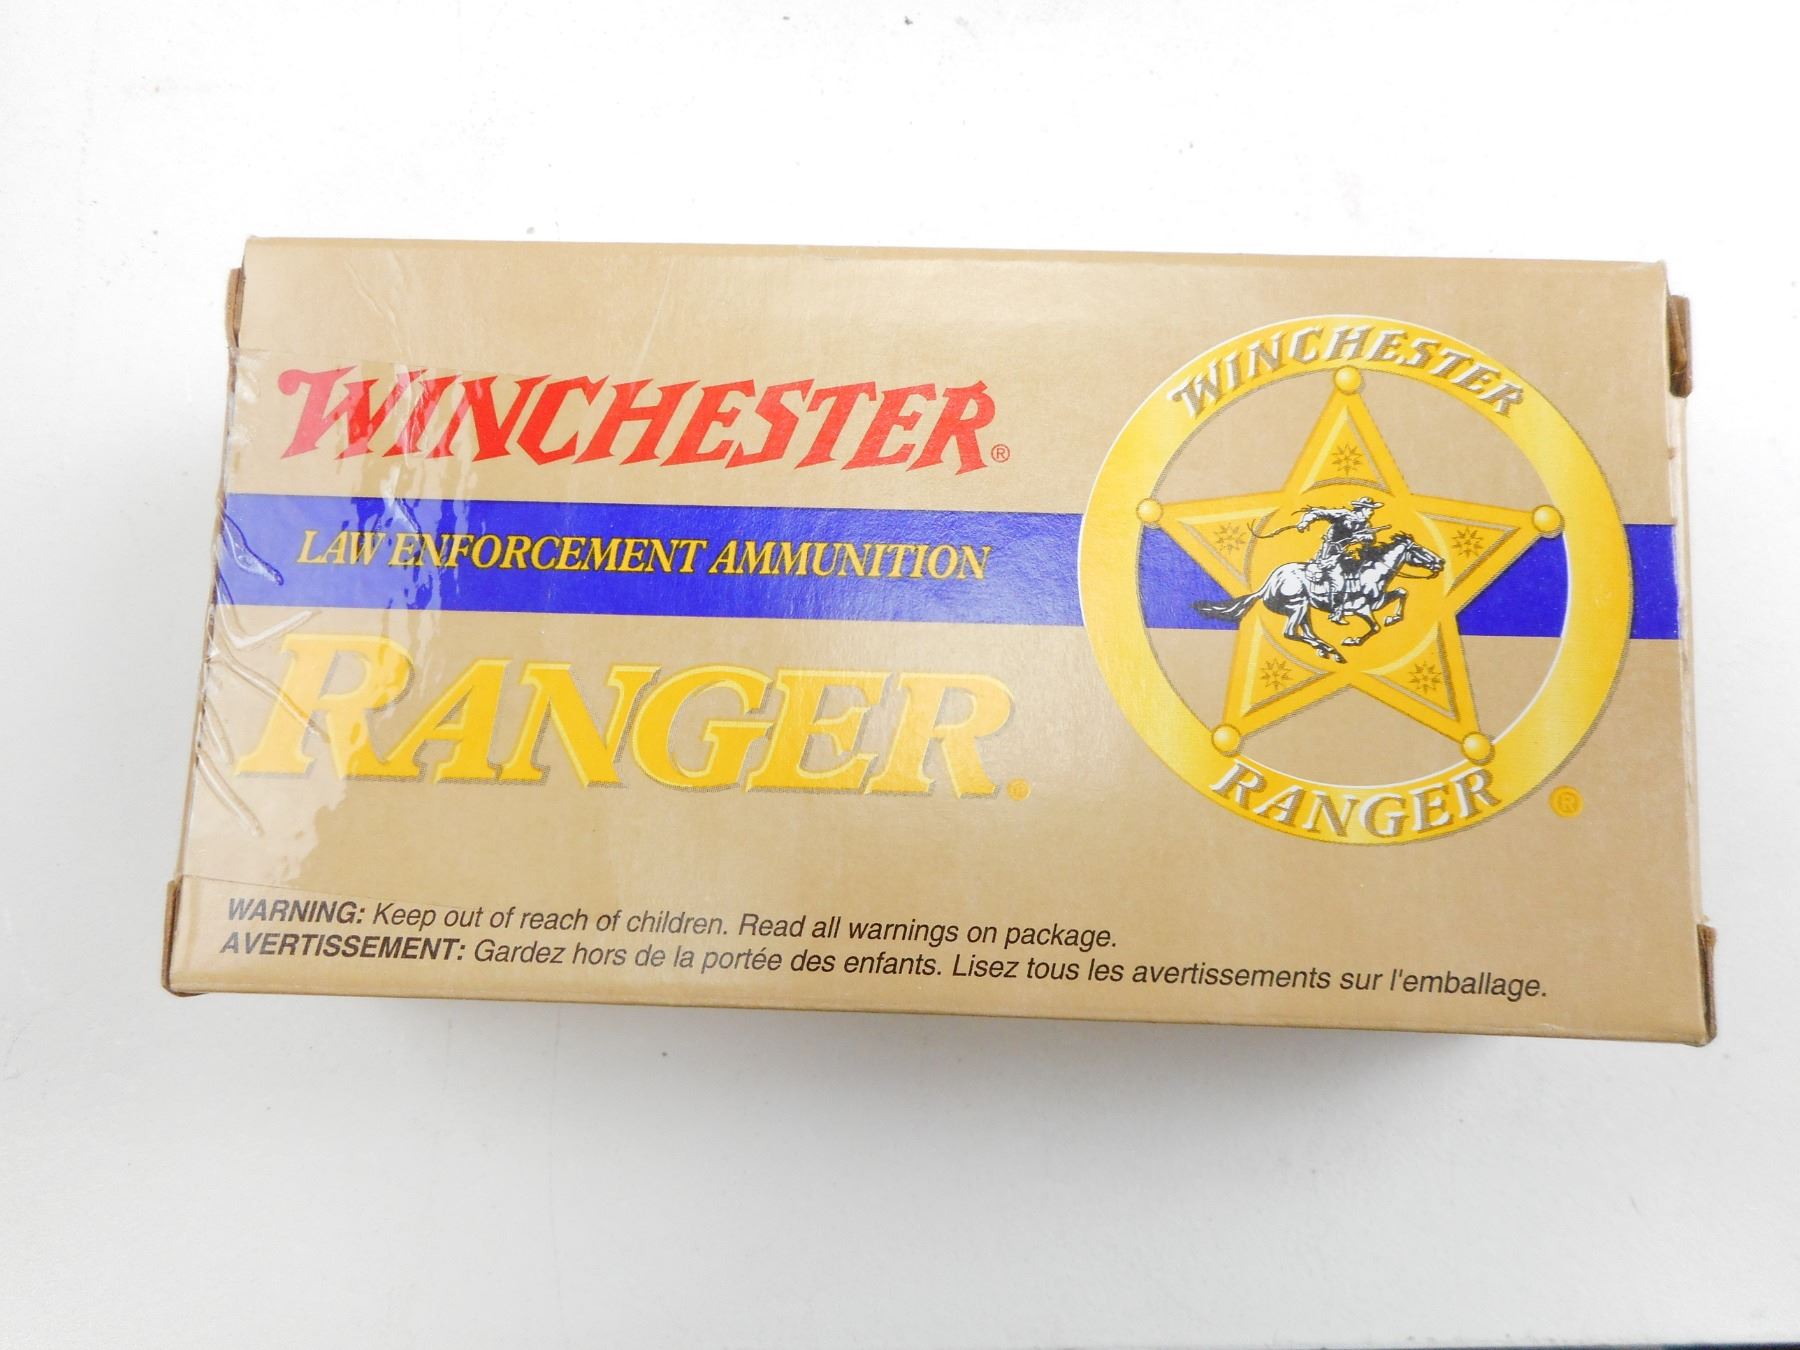 WINCHESTER®
LAW ENFORCEMENT AMMUNITION
RANGER®
WINCHESTER
RANGER ®
WARNING: Keep out of reach of children. Read all warnings on package.
AVERTISSEMENT: Gardez hors de la portée des enfants. Lisez tous les avertissements sur l'emballage.